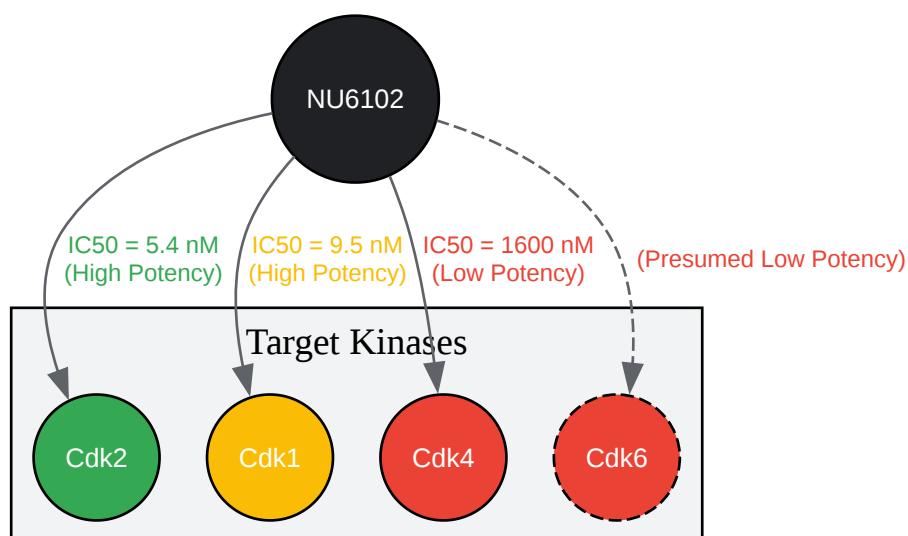 NU6102
IC50 = 5.4 nM
(High Potency)
IC50 = 9.5 nM
(High Potency)
IC50 = 1600 nM
(Low Potency)
(Presumed Low Potency)
Target Kinases
Cdk2
Cdk1
Cdk4
Cdk6